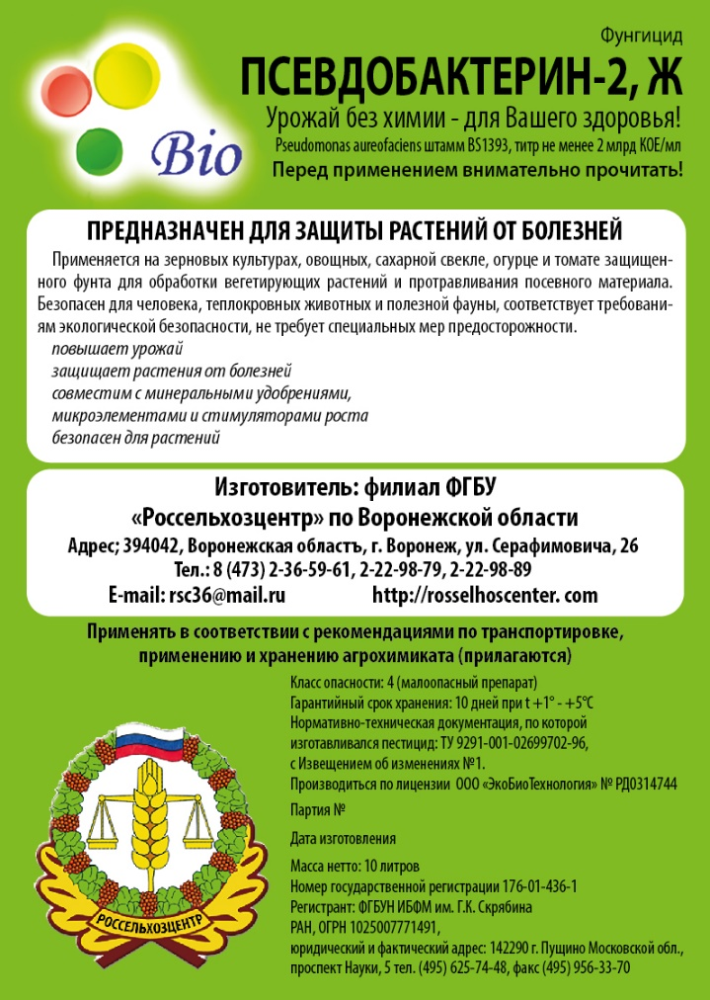 Фунгицид
ПСЕВДОБАКТЕРИН-2, Ж
Урожай без химии - для Вашего здоровья!
Bio
Pseudomonas aureofaciens штамм BS1393, титр не менее 2 млрд КОЕ/мл
Перед применением внимательно прочитать!
ПРЕДНАЗНАЧЕН ДЛЯ ЗАЩИТЫ РАСТЕНИЙ ОТ БОЛЕЗНЕЙ
Применяется на зерновых культурах, овощных, сахарной свекле, огурце и томате защищен-
ного фунта для обработки вегетирующих растений и протравливания посевного материала.
Безопасен для человека, теплокровных животных и полезной фауны, соответствует требовани-
ям экологической безопасности, не требует специальных мер предосторожности.
повышает урожай
защищает растения от болезней
совместим с минеральными удобрениями,
микроэлементами и стимуляторами роста
безопасен для растений
Изготовитель: филиал ФГБУ
«Россельхозцентр» по Воронежской области
Адрес; 394042, Воронежская областъ, г. Воронеж, ул. Серафимовича, 26
Тел.: 8 (473) 2-36-59-61, 2-22-98-79, 2-22-98-89
E-mail: rsc36@mail.ru http://rosselhoscenter. com
Применять в соответствии с рекомендациями по транспортировке,
применению и хранению агрохимиката (прилагаются)
Класс опасности: 4 (малоопасный препарат)
Гарантийный срок хранения: 10 дней при t +1° - +5°С
Нормативно-техническая документация, по которой
изготавливался пестицид: ТУ 9291-001-02699702-96,
с Извещением об изменениях №1.
Производиться по лицензии ООО «ЭкоБиоТехнология» № РД0314744
Партия №
Дата изготовления
Масса нетто: 10 литров
Номер государственной регистрации 176-01-436-1
Регистрант: ФГБУН ИБФМ им. Г.К. Скрябина
РАН, ОГРН 1025007771491,
юридический и фактический адрес: 142290 г. Пущино Московской обл.,
проспект Науки, 5 тел. (495) 625-74-48, факс (495) 956-33-70
РОССЕЛЬХОЗЦЕНТР